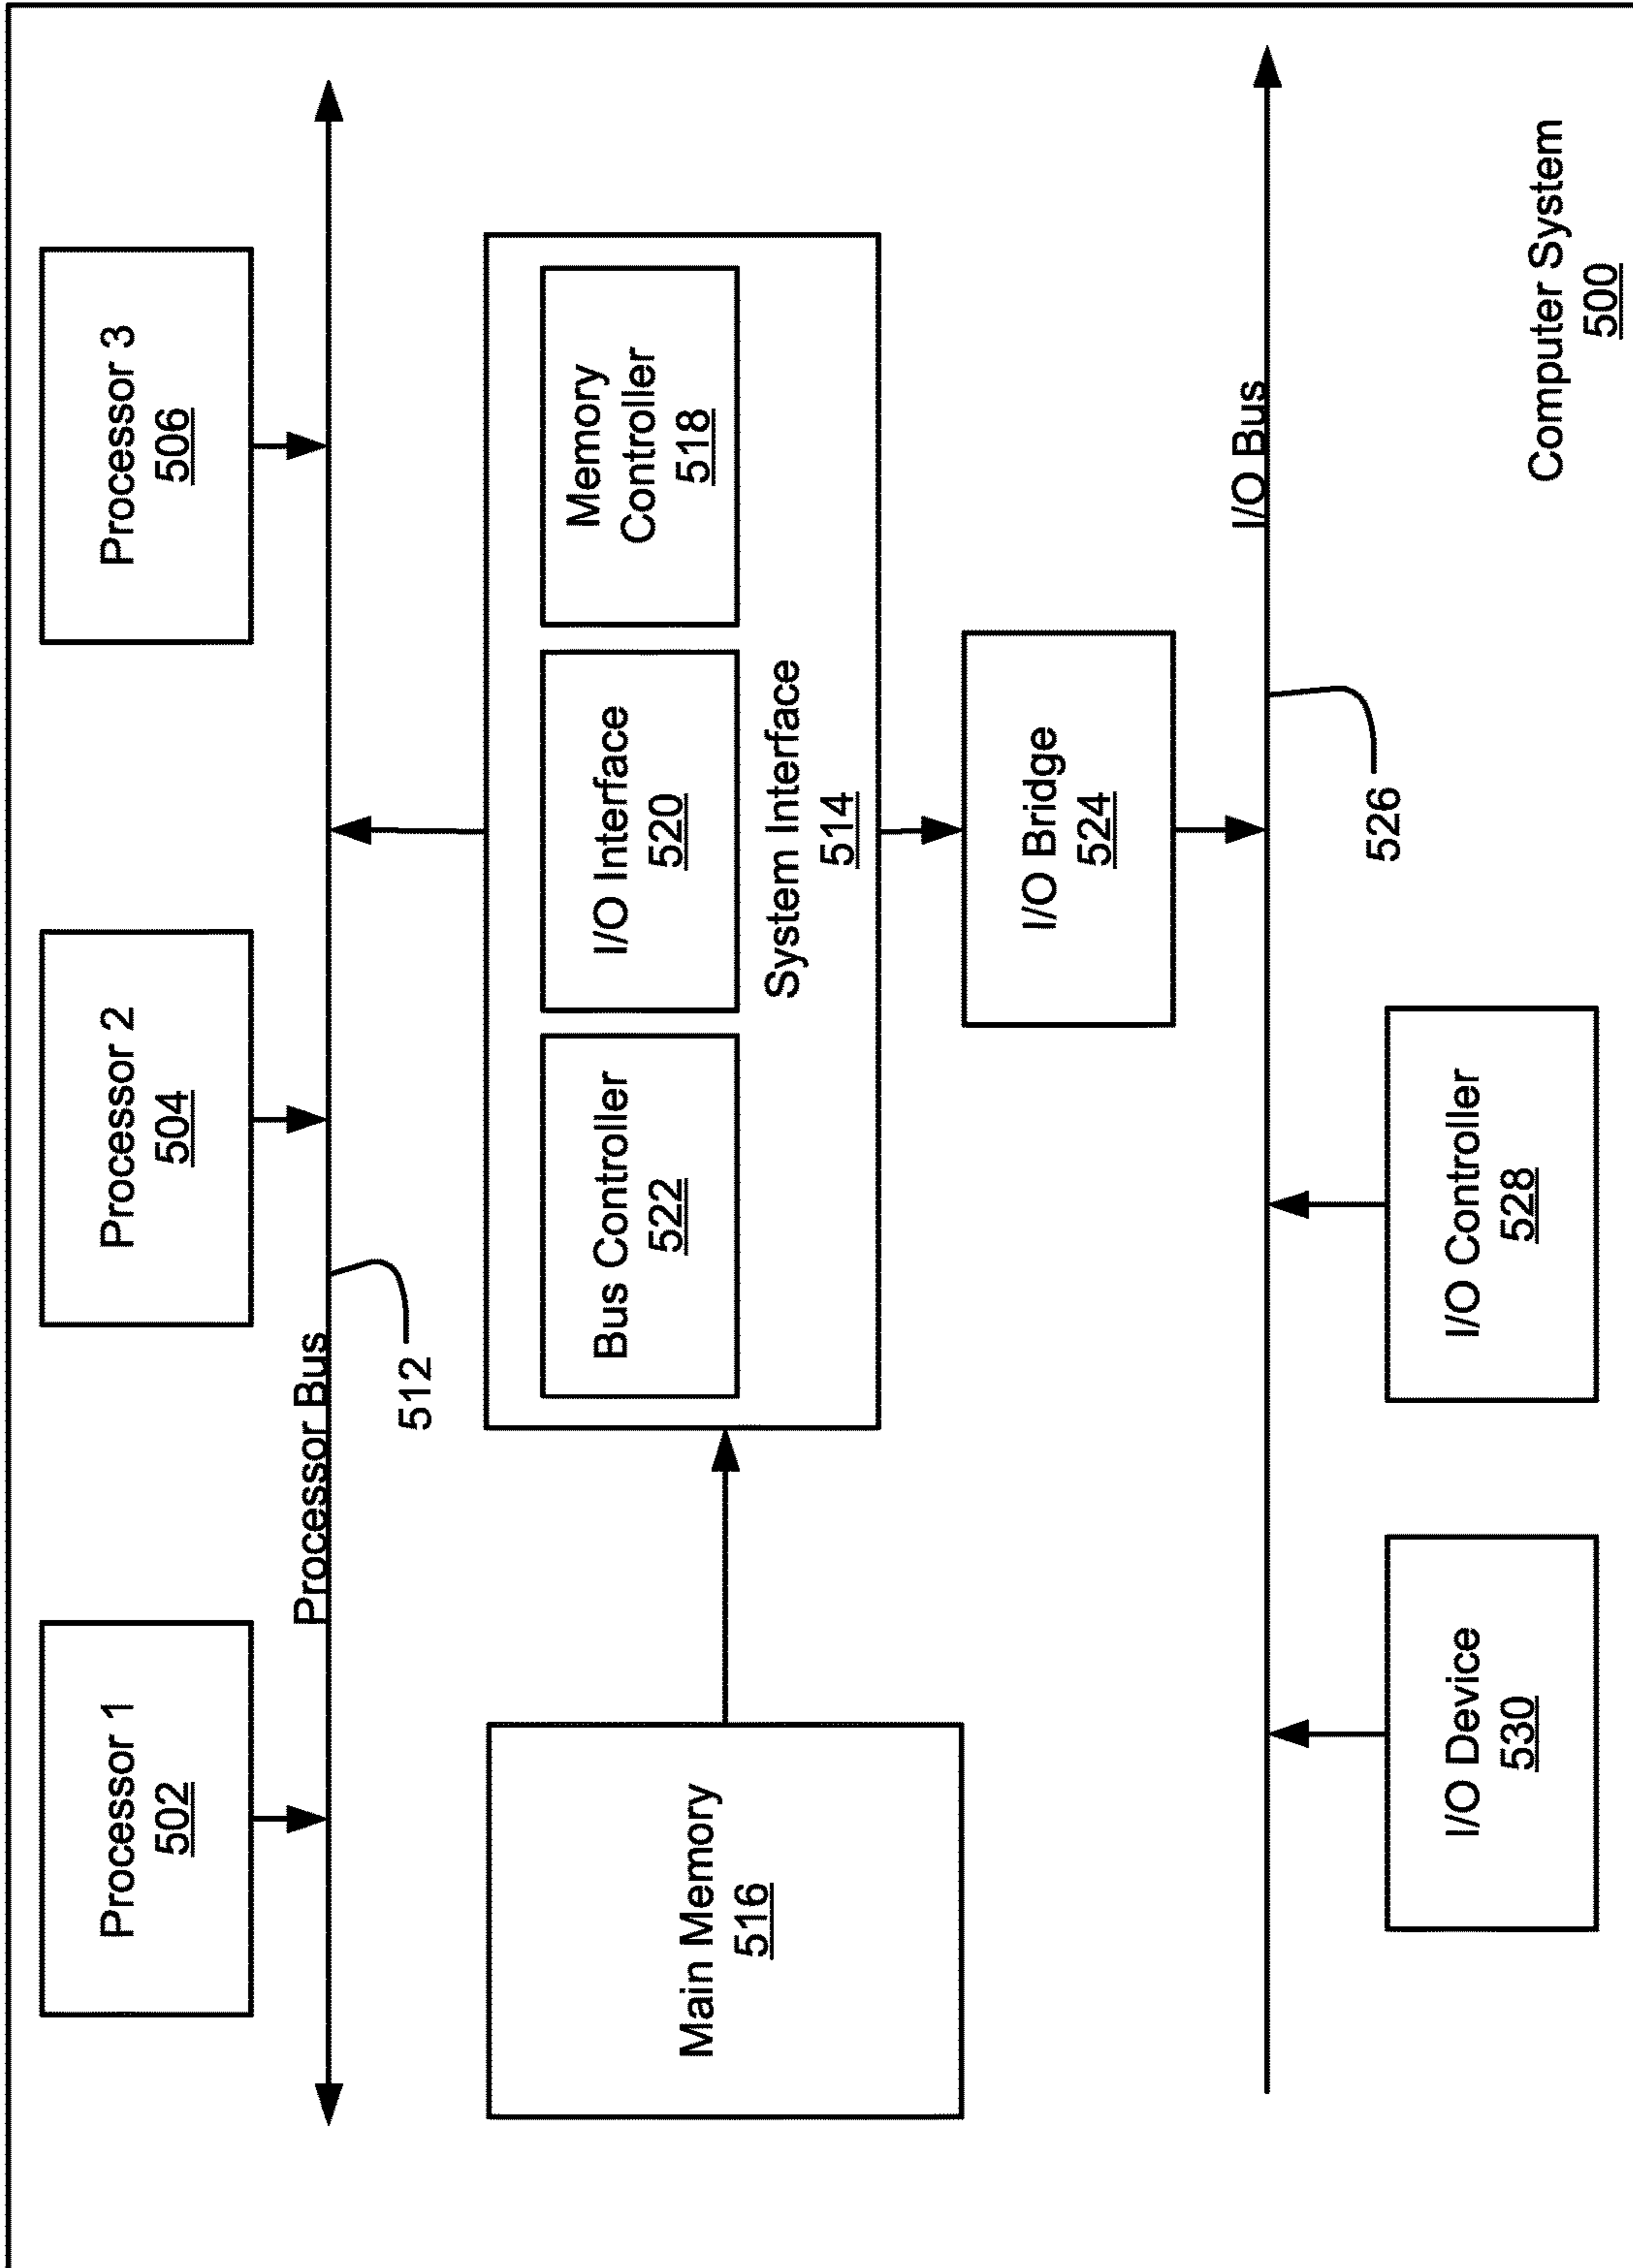 Processor 1
502
Processor 2
504
Processor 3
506
Processor Bus
512
Main Memory
516
Bus Controller
522
I/O Interface
520
Memory
Controller
518
System Interface
514
I/O Bridge
524
I/O Bus
526
I/O Device
530
I/O Controller
528
Computer System
500